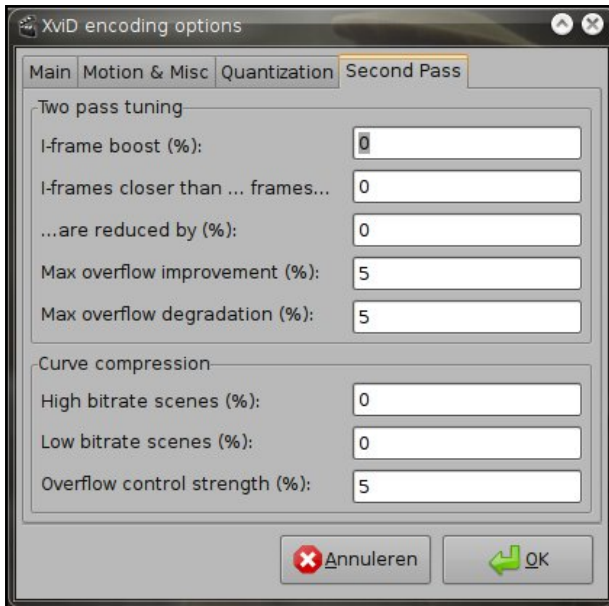 XviD encoding options
Main Motion & Misc Quantization Second Pass
Two pass tuning
I-frame boost (%): 0
I-frames closer than ... frames... 0
...are reduced by (%): 0
Max overflow improvement (%): 5
Max overflow degradation (%): 5
Curve compression
High bitrate scenes (%): 0
Low bitrate scenes (%): 0
Overflow control strength (%): 5
Annuleren OK